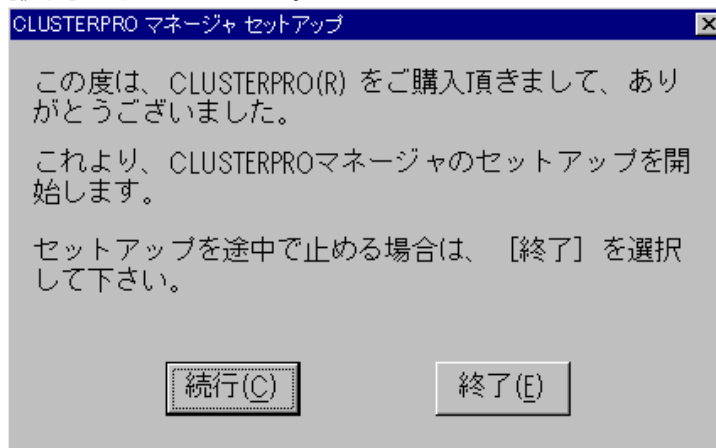 CLUSTERPRO マネージャ セットアップ
この度は、CLUSTERPRO(R) をご購入頂きまして、あり
がとうございました。
これより、CLUSTERPROマネージャのセットアップを開
始します。
セットアップを途中で止める場合は、 [終了] を選択
して下さい。
続行(C) 終了(E)